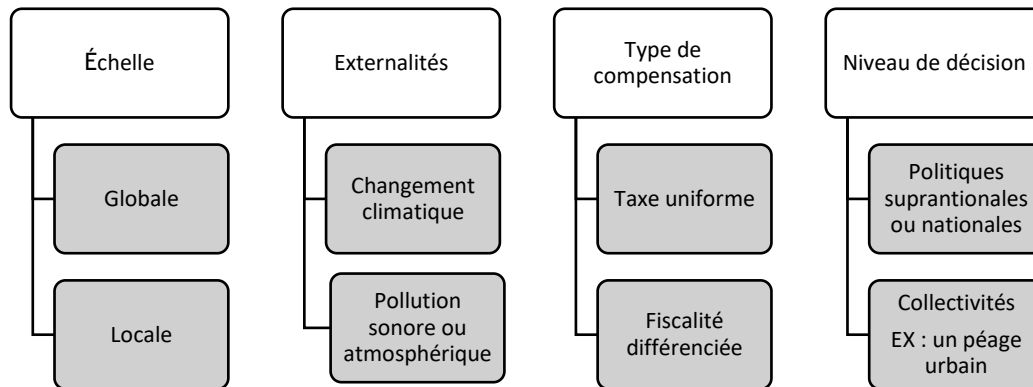 Échelle
Globale
Locale
Externalités
Changement
climatique
Pollution
sonore ou
atmosphérique
Type de
compensation
Taxe uniforme
Fiscalité
différenciée
Niveau de décision
Politiques
suprantionales
ou nationales
Collectivités
EX : un péage
urbain